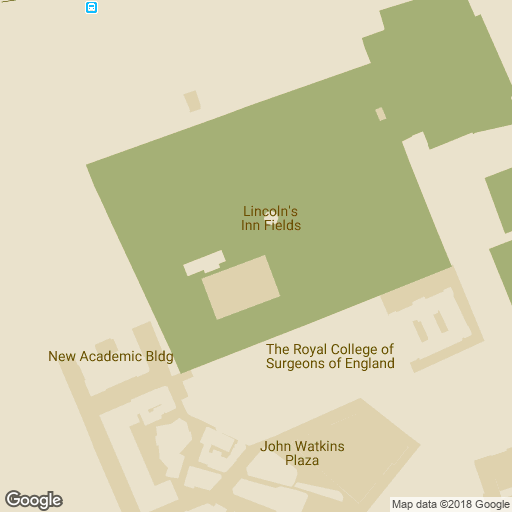 Lincoln's
Inn Fields
The Royal College of
Surgeons of England
New Academic Bldg
John Watkins
Plaza
Google
Map data ©2018 Google